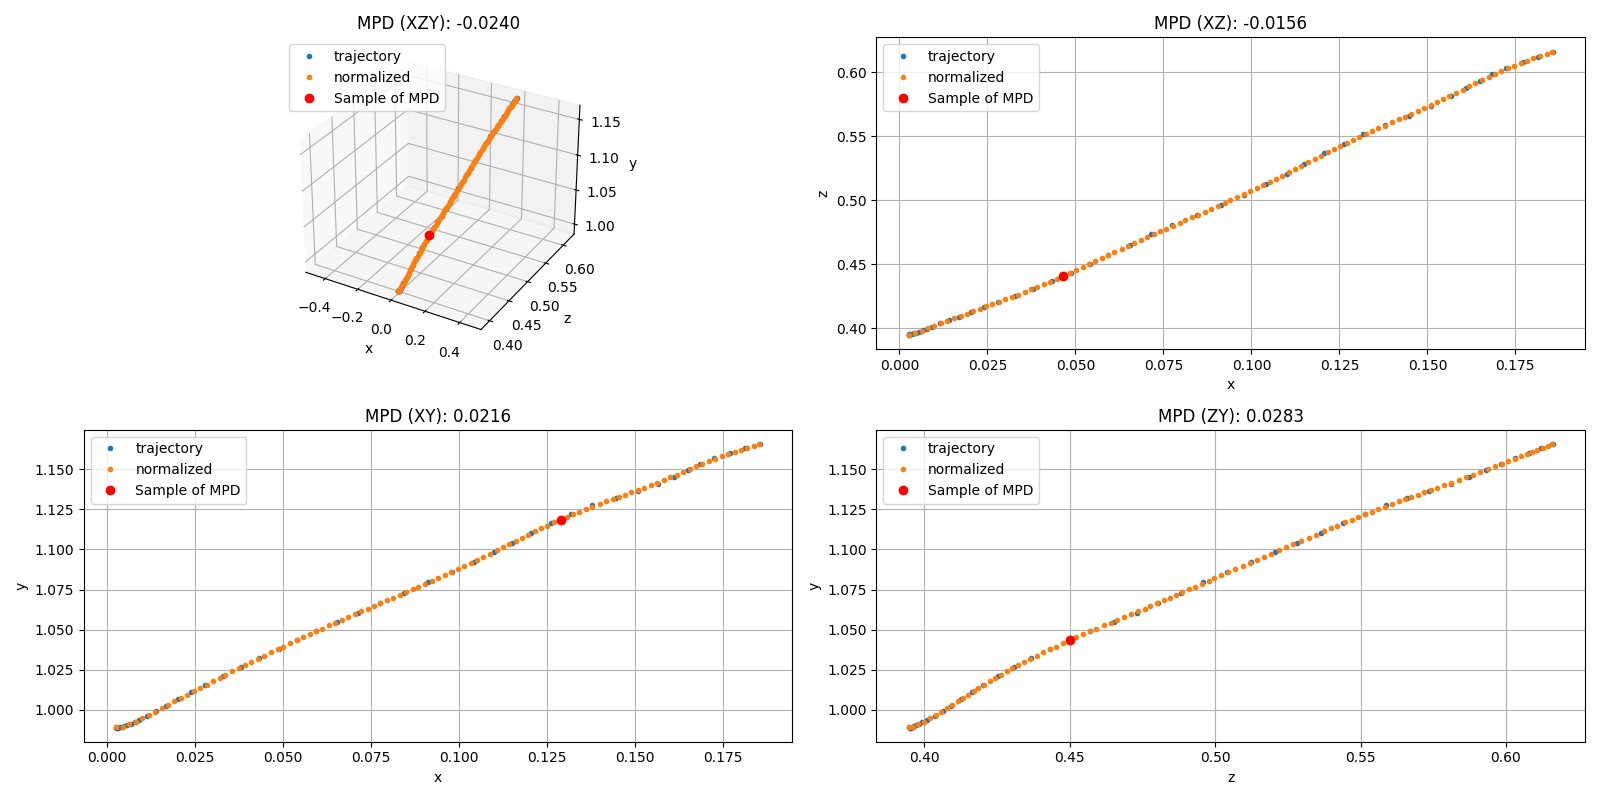 MPD (XZY): -0.0240
trajectory
normalized
Sample of MPD
1.15
1.10
1.05
1.00
y
0.60
0.55
0.50
0.45
0.40
z
−0.4
−0.2
0.0
0.2
0.4
x
MPD (XZ): -0.0156
trajectory
normalized
Sample of MPD
0.60
0.55
0.50
0.45
0.40
z
0.000 0.025 0.050 0.075 0.100 0.125 0.150 0.175
x
MPD (XY): 0.0216
trajectory
normalized
Sample of MPD
1.150
1.125
1.100
1.075
1.050
1.025
1.000
y
0.000 0.025 0.050 0.075 0.100 0.125 0.150 0.175
x
MPD (ZY): 0.0283
trajectory
normalized
Sample of MPD
1.150
1.125
1.100
1.075
1.050
1.025
1.000
y
0.40 0.45 0.50 0.55 0.60
z